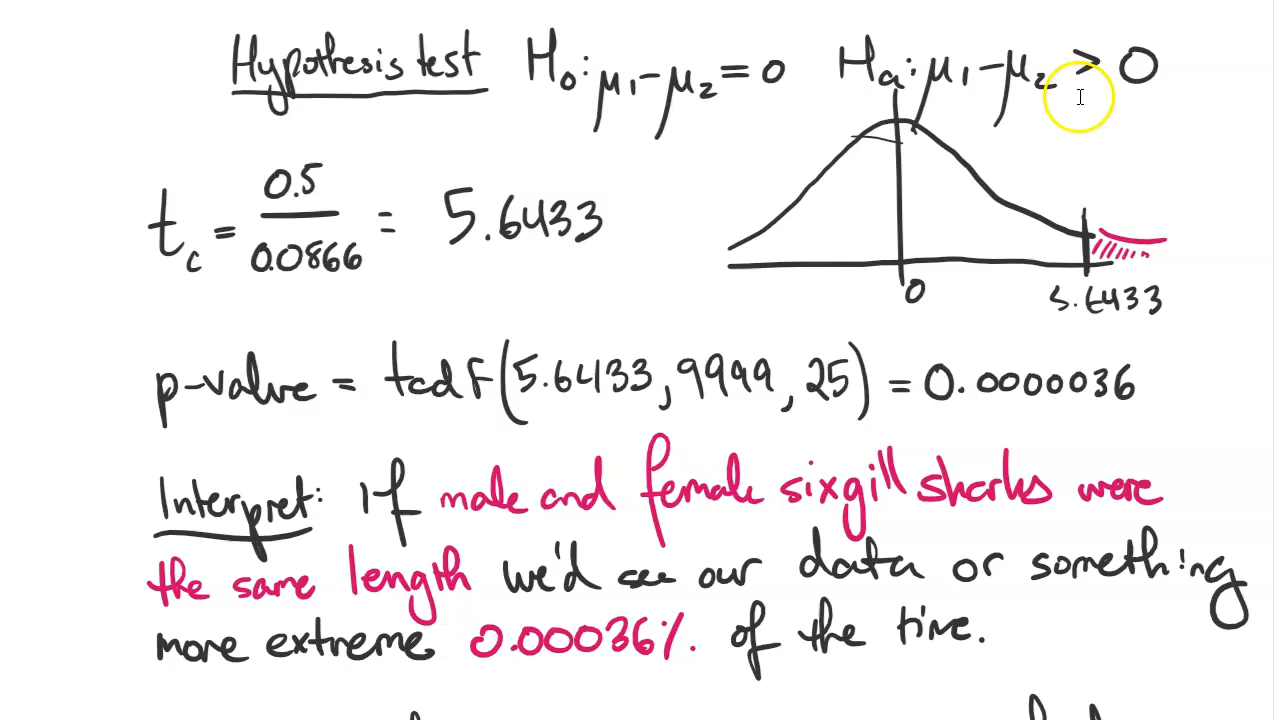 Hypothesis test H₀: μ₁-μ₂ = 0 Hₐ: μ₁-μ₂ > 0
t_c = 0.5/0.0866 = 5.6433
0 5.6433
p-value = tcdf(5.6433, 9999, 25) = 0.0000036
Interpret: If male and female sixgill sharks were
the same length we'd see our data or something
more extreme 0.00036% of the time.